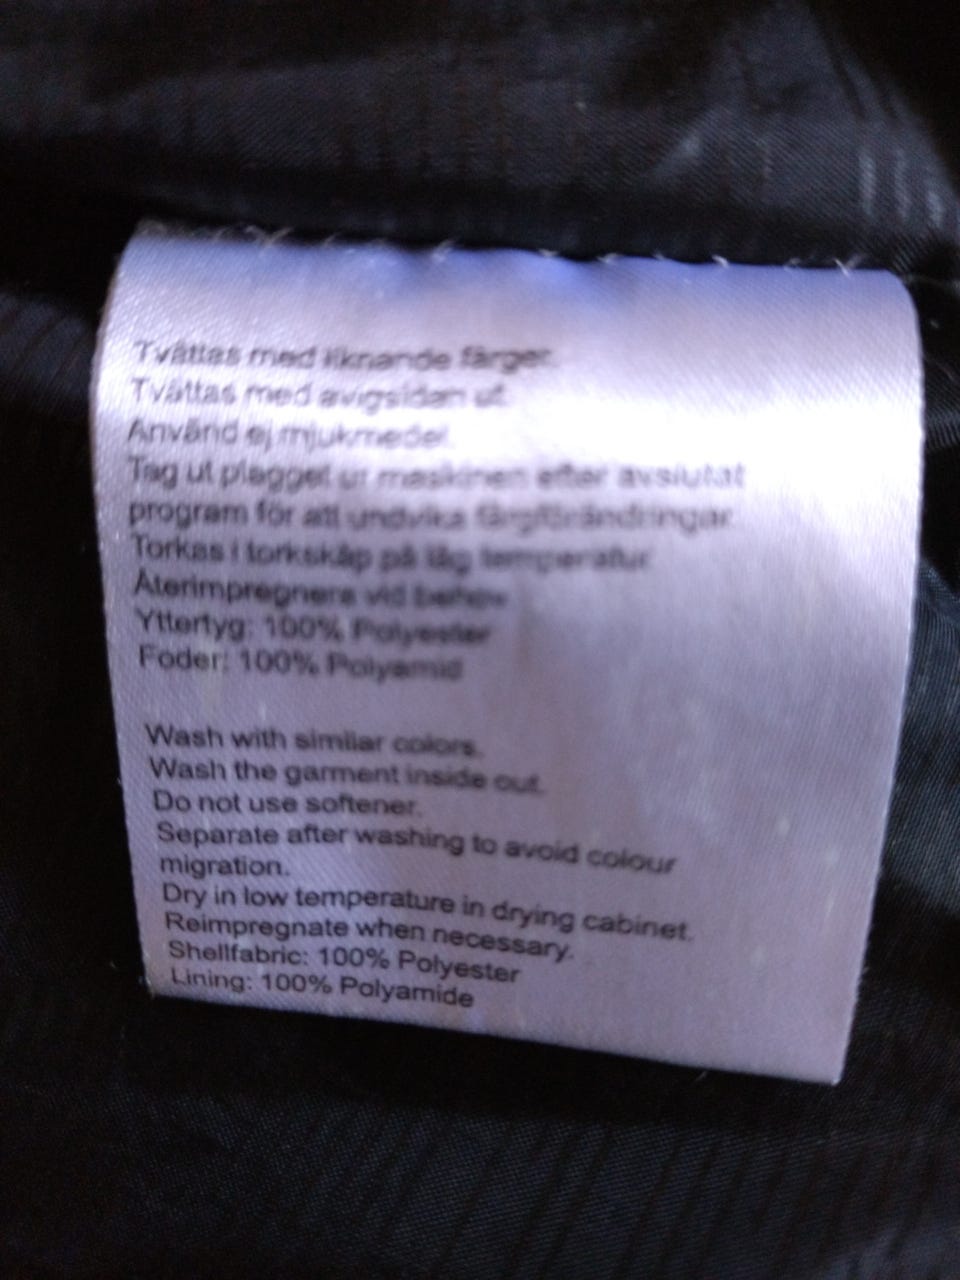 Tvättas med liknande färger.
Tvättas med avigsidan ut.
Använd ej mjukmedel.
Tag ut plagget ur maskinen efter avslutat
program för att undvika färgförändringar.
Torkas i torkskåp på låg temperatur.
Återimpregnera vid behov.
Yttertyg: 100% Polyester
Foder: 100% Polyamid
Wash with similar colors.
Wash the garment inside out.
Do not use softener.
Separate after washing to avoid colour
migration.
Dry in low temperature in drying cabinet.
Reimpregnate when necessary.
Shellfabric: 100% Polyester
Lining: 100% Polyamide